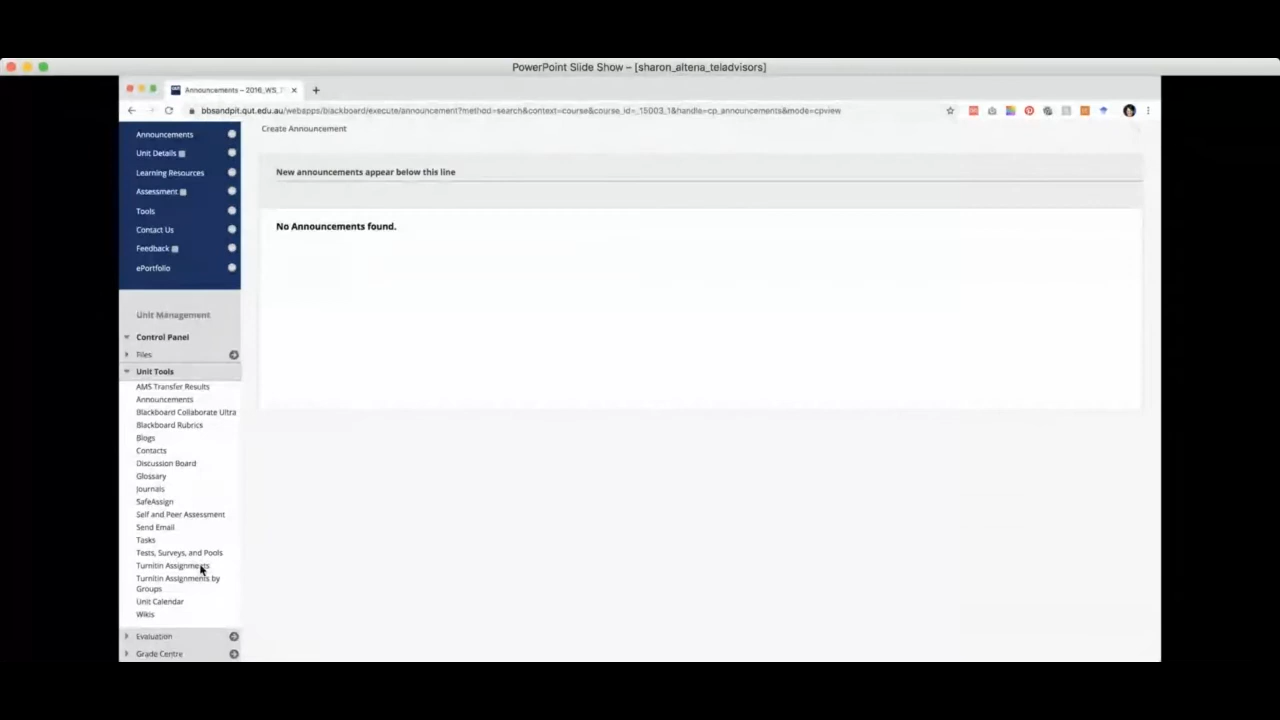 PowerPoint Slide Show – [sharon_altena_teladvisors]
Announcements – 2016_WS_
bbsandpit.qut.edu.au/webapps/blackboard/execute/announcement?method=search&context=course&course_id=_15003_1&handle=cp_announcements&mode=cpview
Announcements
Create Announcement
Unit Details
Learning Resources
New announcements appear below this line
Assessment
Tools
No Announcements found.
Contact Us
Feedback
ePortfolio
Unit Management
Control Panel
Files
Unit Tools
AMS Transfer Results
Announcements
Blackboard Collaborate Ultra
Blackboard Rubrics
Blogs
Contacts
Discussion Board
Glossary
Journals
SafeAssign
Self and Peer Assessment
Send Email
Tasks
Tests, Surveys, and Pools
Turnitin Assignments
Turnitin Assignments by
Groups
Unit Calendar
Wikis
Evaluation
Grade Centre